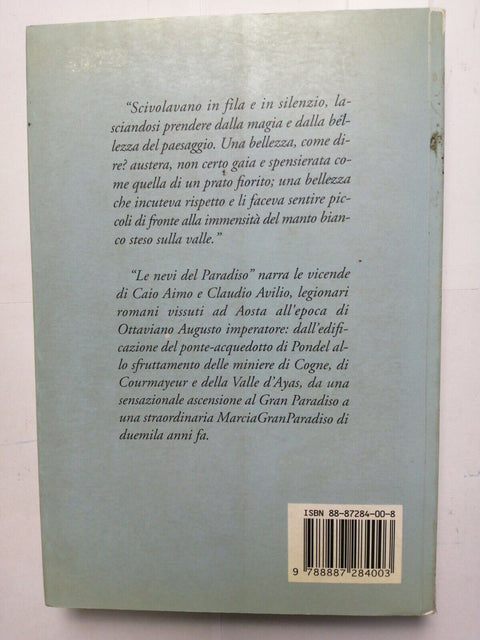 “Scivolavano in fila e in silenzio, la-
sciandosi prendere dalla magia e dalla bel-
lezza del paesaggio. Una bellezza, come di-
re? austera, non certo gaia e spensierata co-
me quella di un prato fiorito; una bellezza
che incuteva rispetto e li faceva sentire pic-
coli di fronte alla immensità del manto bian-
co steso sulla valle.”
“Le nevi del Paradiso” narra le vicende
di Caio Aimo e Claudio Avilio, legionari
romani vissuti ad Aosta all'epoca di
Ottaviano Augusto imperatore: dall'edifi-
cazione del ponte-acquedotto di Pondel al-
lo sfruttamento delle miniere di Cogne, di
Courmayeur e della Valle d'Ayas, da una
sensazionale ascensione al Gran Paradiso a
una straordinaria MarciaGranParadiso di
duemila anni fa.
ISBN 88-87284-00-8
9 788887 284003